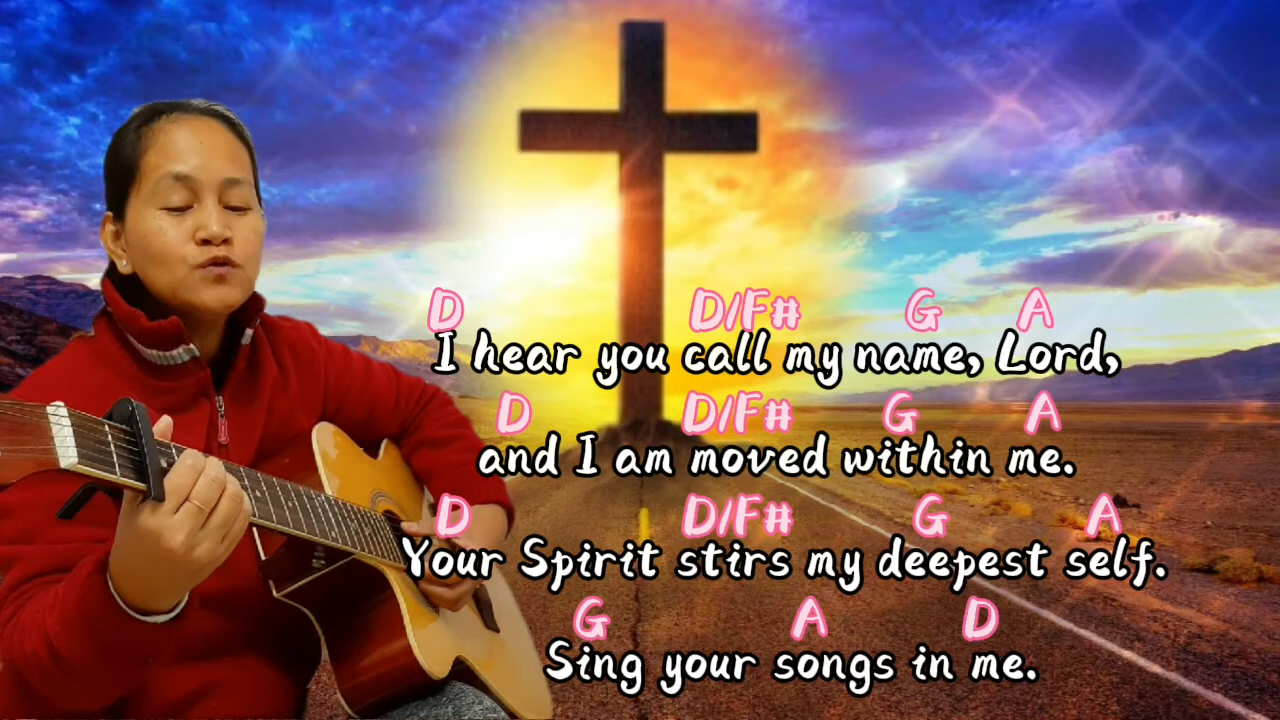 D D/F# G A
I hear you call my name, Lord,
D D/F# G A
and I am moved within me.
D D/F# G A
Your Spirit stirs my deepest self.
G A D
Sing your songs in me.